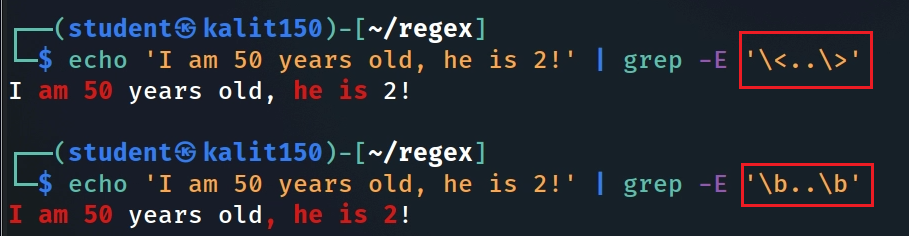 ┌──(student㉿kalit150)-[~/regex]
└─$ echo 'I am 50 years old, he is 2!' | grep -E '\<..\>'
I am 50 years old, he is 2!
┌──(student㉿kalit150)-[~/regex]
└─$ echo 'I am 50 years old, he is 2!' | grep -E '\b..\b'
I am 50 years old, he is 2!